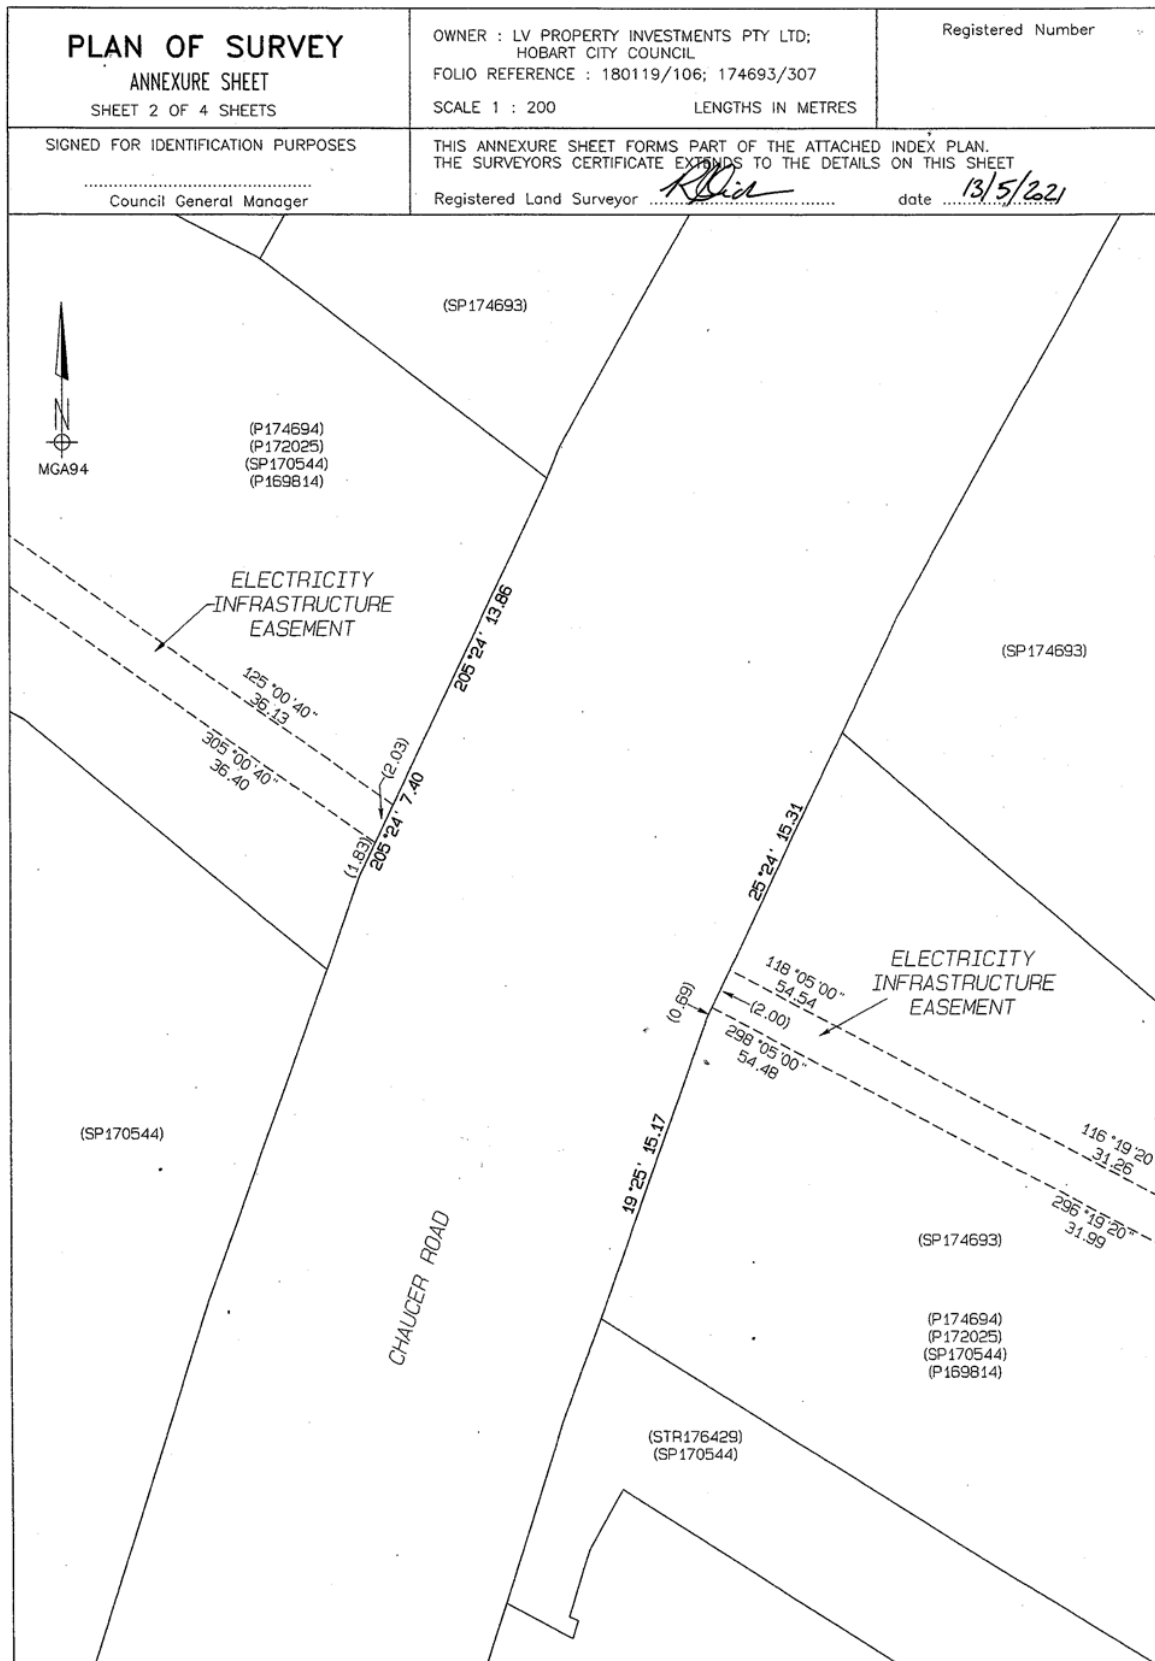 PLAN OF SURVEY
ANNEXURE SHEET
SHEET 2 OF 4 SHEETS
OWNER : LV PROPERTY INVESTMENTS PTY LTD;
HOBART CITY COUNCIL
FOLIO REFERENCE : 180119/106; 174693/307
SCALE 1 : 200 LENGTHS IN METRES
Registered Number
SIGNED FOR IDENTIFICATION PURPOSES
Council General Manager
THIS ANNEXURE SHEET FORMS PART OF THE ATTACHED INDEX PLAN.
THE SURVEYORS CERTIFICATE EXTENDS TO THE DETAILS ON THIS SHEET
Registered Land Surveyor
date 13/5/2021
(SP174693)
N
MGA94
(P174694)
(P172025)
(SP170544)
(P169814)
ELECTRICITY
INFRASTRUCTURE
EASEMENT
205°24' 13.86
(SP174693)
125°00'40"
36.13
305°00'40"
36.40
(2.03)
205°24' 7.40
(1.83)
25°24' 15.31
ELECTRICITY
INFRASTRUCTURE
EASEMENT
118°05'00"
54.54
(0.69)
(2.00)
298°05'00"
54.48
(SP170544)
19°25' 15.17
116°19'20
31.26
296°19'20"
31.99
(SP174693)
CHAUCER ROAD
(P174694)
(P172025)
(SP170544)
(P169814)
(STR176429)
(SP170544)